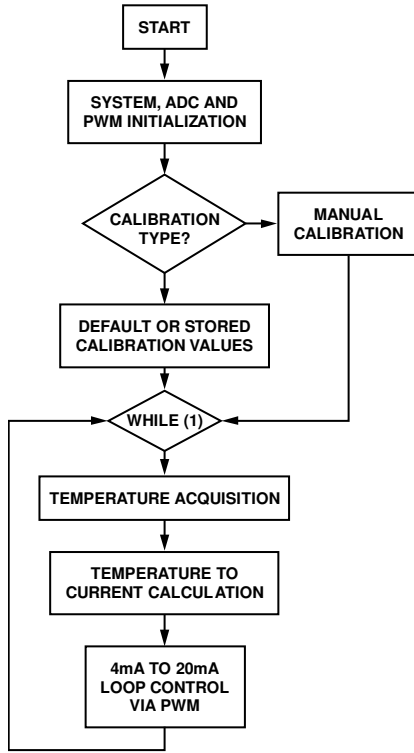 START
SYSTEM, ADC AND
PWM INITIALIZATION
CALIBRATION
TYPE?
MANUAL
CALIBRATION
DEFAULT OR STORED
CALIBRATION VALUES
WHILE (1)
TEMPERATURE ACQUISITION
TEMPERATURE TO
CURRENT CALCULATION
4mA TO 20mA
LOOP CONTROL
VIA PWM